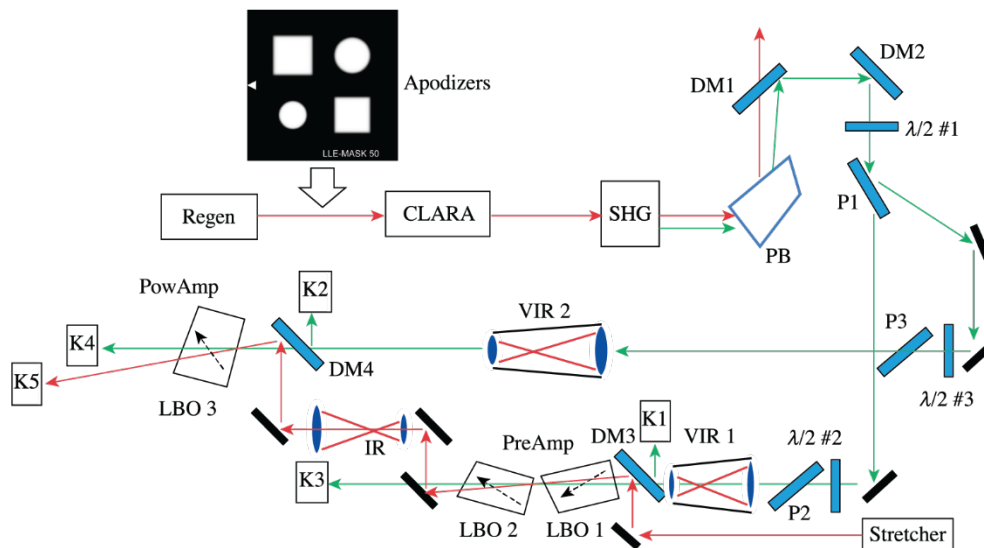 Apodizers
LLE-MASK 50
DM1
DM2
λ/2 #1
Regen
CLARA
SHG
PB
P1
PowAmp
K2
VIR 2
P3
K4
K5
DM4
LBO 3
λ/2 #3
IR
PreAmp
DM3
K1
VIR 1
λ/2 #2
K3
LBO 2
LBO 1
P2
Stretcher